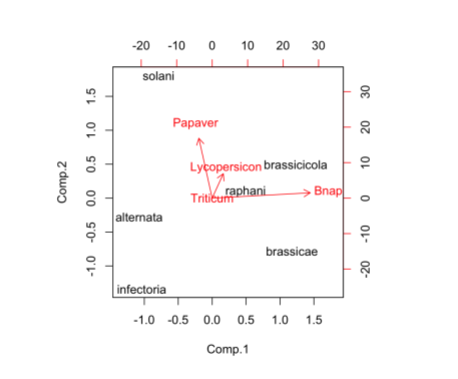 -20 -10 0 10 20 30
solani
Papaver
Lycopersicon
brassicicola
raphani
Bnap
Triticum
alternata
brassicae
infectoria
Comp.2
-1.0 -0.5 0.0 0.5 1.0 1.5
-20 -10 0 10 20 30
-1.0 -0.5 0.0 0.5 1.0 1.5
Comp.1